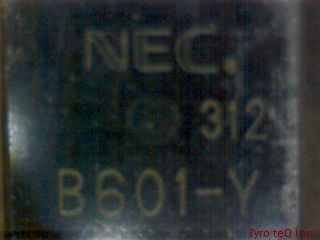 NEC.
312
B601-Y
Tyro teQ Inc.